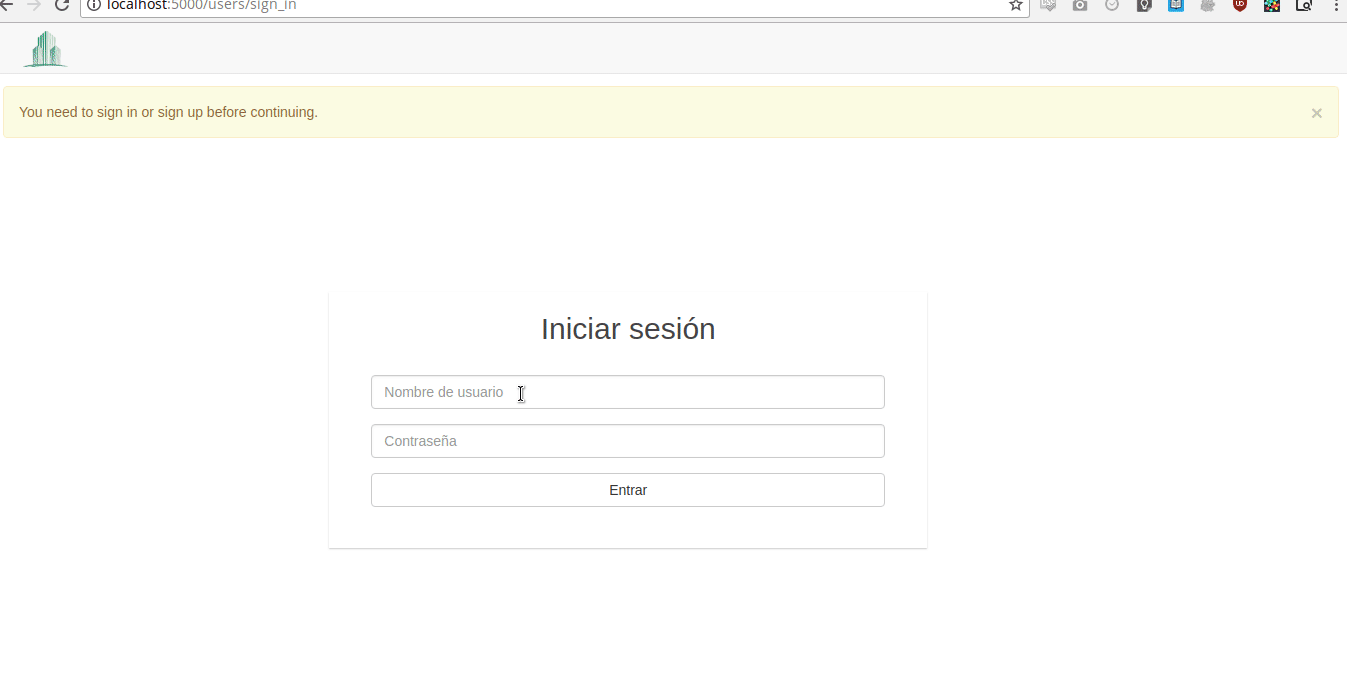 localhost:5000/users/sign_in
You need to sign in or sign up before continuing.
×
Iniciar sesión
Nombre de usuario
Contraseña
Entrar